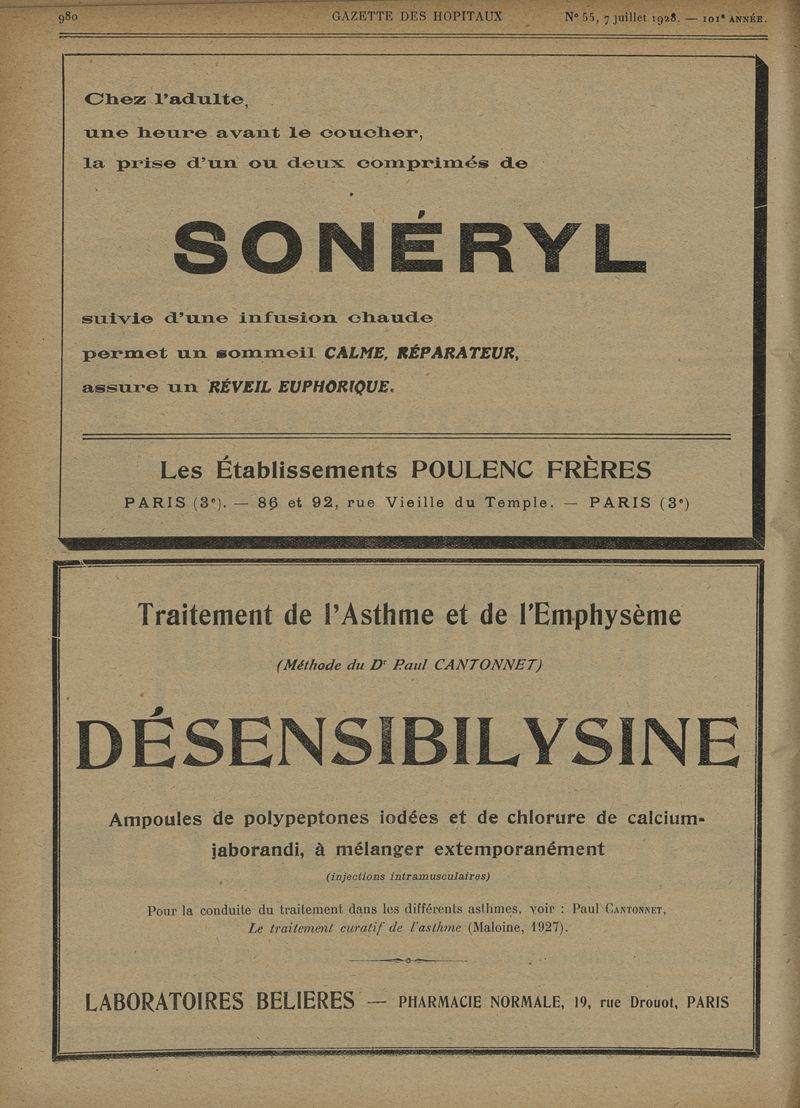 980 GAZETTE DES HOPITAUX N° 55, 7 juillet 1928. — 101e ANNÉE.
Chez l'adulte,
une heure avant le coucher,
la prise d'un ou deux comprimés de
SONÉRYL
suivie d'une infusion chaude
permet un sommeil CALME, RÉPARATEUR,
assure un RÉVEIL EUPHORIQUE.
Les Établissements POULENC FRÈRES
PARIS (3e). — 86 et 92, rue Vieille du Temple. — PARIS (3e)
Traitement de l'Asthme et de l'Emphysème
(Méthode du Dr Paul CANTONNET)
DÉSENSIBILYSINE
Ampoules de polypeptones iodées et de chlorure de calcium-
jaborandi, à mélanger extemporanément
(injections intramusculaires)
Pour la conduite du traitement dans les différents asthmes, voir : Paul CANTONNET,
Le traitement curatif de l'asthme (Maloine, 1927).
LABORATOIRES BELIERES — PHARMACIE NORMALE, 19, rue Drouot, PARIS